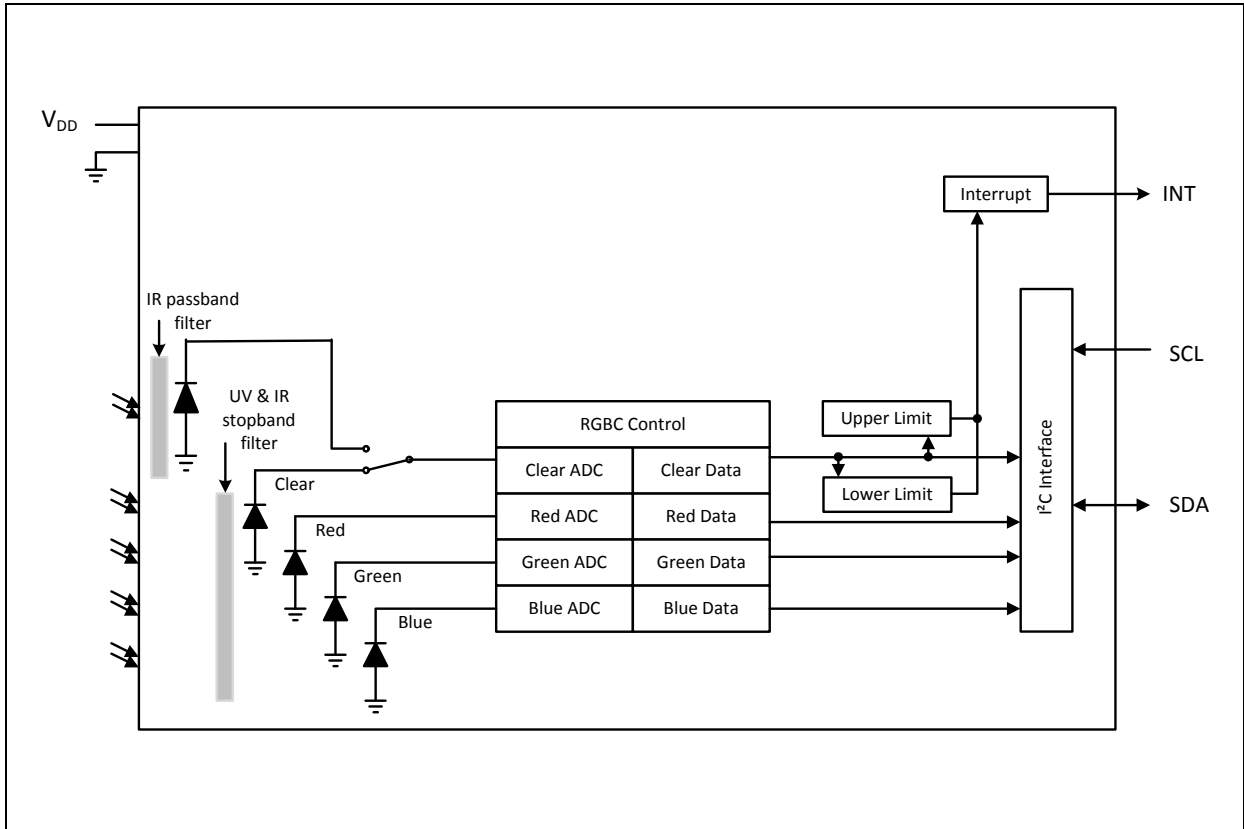 V_DD
Interrupt
INT
IR passband
filter
SCL
UV & IR
stopband
filter
RGBC Control
Upper Limit
Clear
Clear ADC
Clear Data
Lower Limit
I²C Interface
SDA
Red
Red ADC
Red Data
Green
Green ADC
Green Data
Blue
Blue ADC
Blue Data